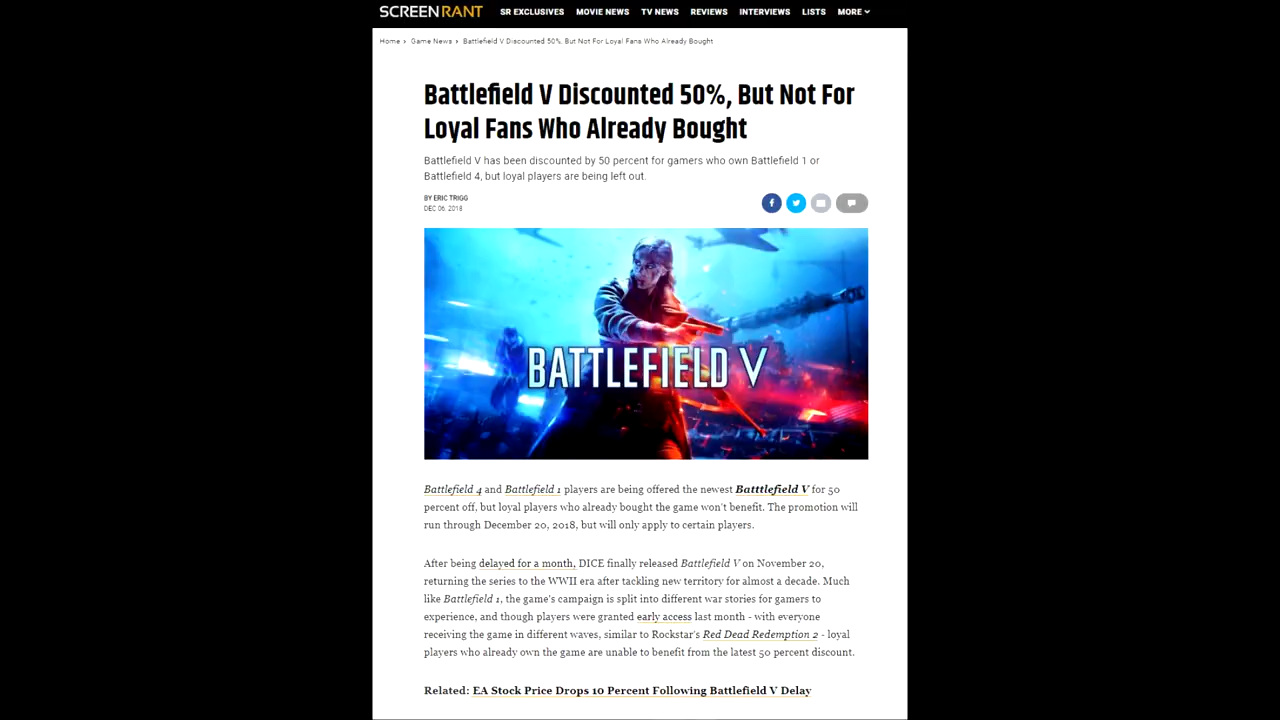 SCREENRANT SR EXCLUSIVES MOVIE NEWS TV NEWS REVIEWS INTERVIEWS LISTS MORE
Home › Game News › Battlefield V Discounted 50%, But Not For Loyal Fans Who Already Bought
Battlefield V Discounted 50%, But Not For
Loyal Fans Who Already Bought
Battlefield V has been discounted by 50 percent for gamers who own Battlefield 1 or
Battlefield 4, but loyal players are being left out.
BY ERIC TRIGG
DEC 06, 2018
BATTLEFIELD V
Battlefield 4 and Battlefield 1 players are being offered the newest Batttlefield V for 50
percent off, but loyal players who already bought the game won't benefit. The promotion will
run through December 20, 2018, but will only apply to certain players.
After being delayed for a month, DICE finally released Battlefield V on November 20,
returning the series to the WWII era after tackling new territory for almost a decade. Much
like Battlefield 1, the game's campaign is split into different war stories for gamers to
experience, and though players were granted early access last month - with everyone
receiving the game in different waves, similar to Rockstar's Red Dead Redemption 2 - loyal
players who already own the game are unable to benefit from the latest 50 percent discount.
Related: EA Stock Price Drops 10 Percent Following Battlefield V Delay